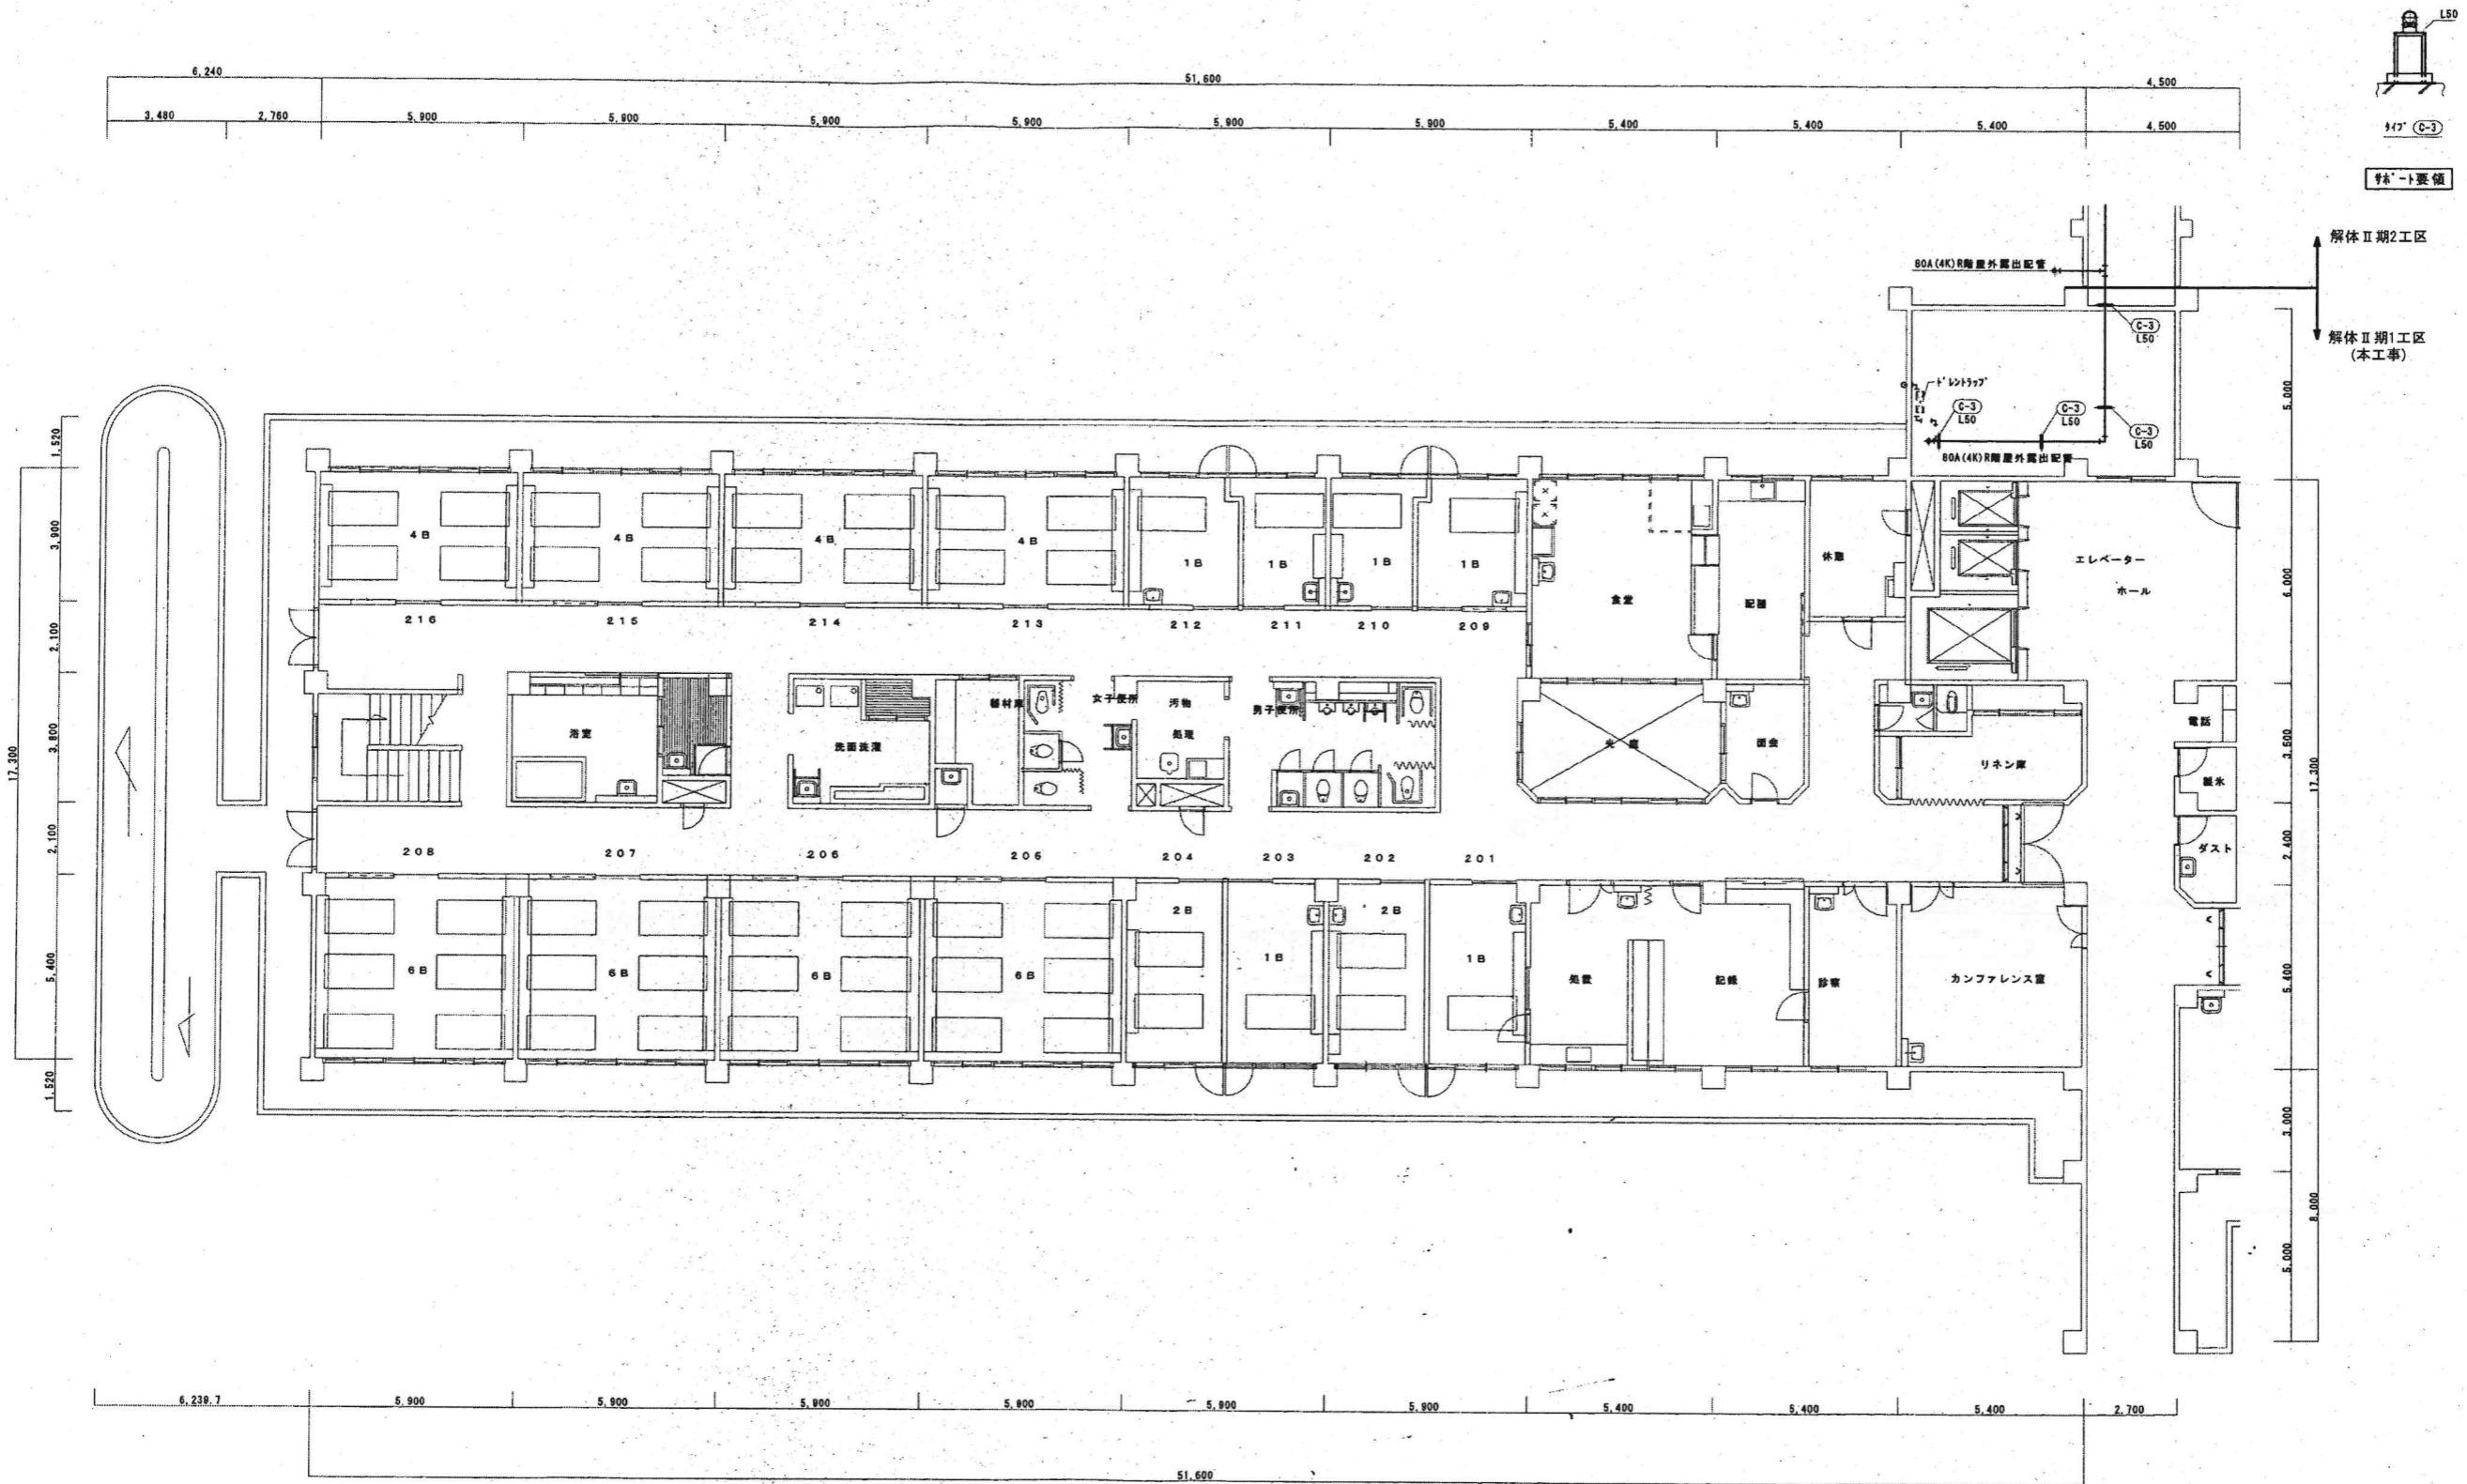 L50
6,240
51,600
4,500
3,480
2,760
5,900
5,900
5,900
5,900
5,900
5,900
5,400
5,400
5,400
4,500
ﾀｲﾌﾟ C-3
ｻﾎﾟｰﾄ要領
解体Ⅱ期2工区
80A(4K)R階屋外露出配管
C-3
L50
解体Ⅱ期1工区
(本工事)
ﾄﾞﾚﾝﾄﾗｯﾌﾟ
C-3
L50
C-3
L50
C-3
L50
80A(4K)R階屋外露出配管
1,520
3,900
2,100
3,800
2,100
5,400
1,520
17,300
5,000
6,000
3,500
2,400
5,400
3,000
5,000
17,300
8,000
4B
4B
4B
4B
1B
1B
1B
1B
食堂
配膳
休憩
エレベーター
ホール
216
215
214
213
212
211
210
209
浴室
洗面洗濯
器材庫
女子便所
汚物
処理
男子便所
光庭
面会
リネン庫
電話
製氷
ダスト
208
207
206
205
204
203
202
201
6B
6B
6B
6B
2B
1B
2B
1B
処置
記録
診察
カンファレンス室
6,239.7
5,900
5,900
5,900
5,900
5,900
5,900
5,400
5,400
5,400
2,700
51,600